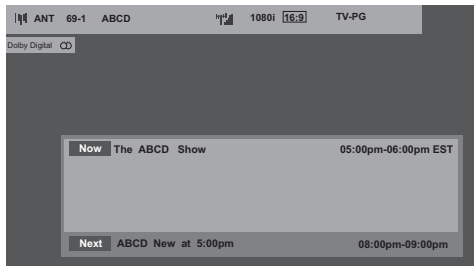 ANT 69-1 ABCD 1080i 16:9 TV-PG
Dolby Digital
Now The ABCD Show 05:00pm-06:00pm EST
Next ABCD New at 5:00pm 08:00pm-09:00pm